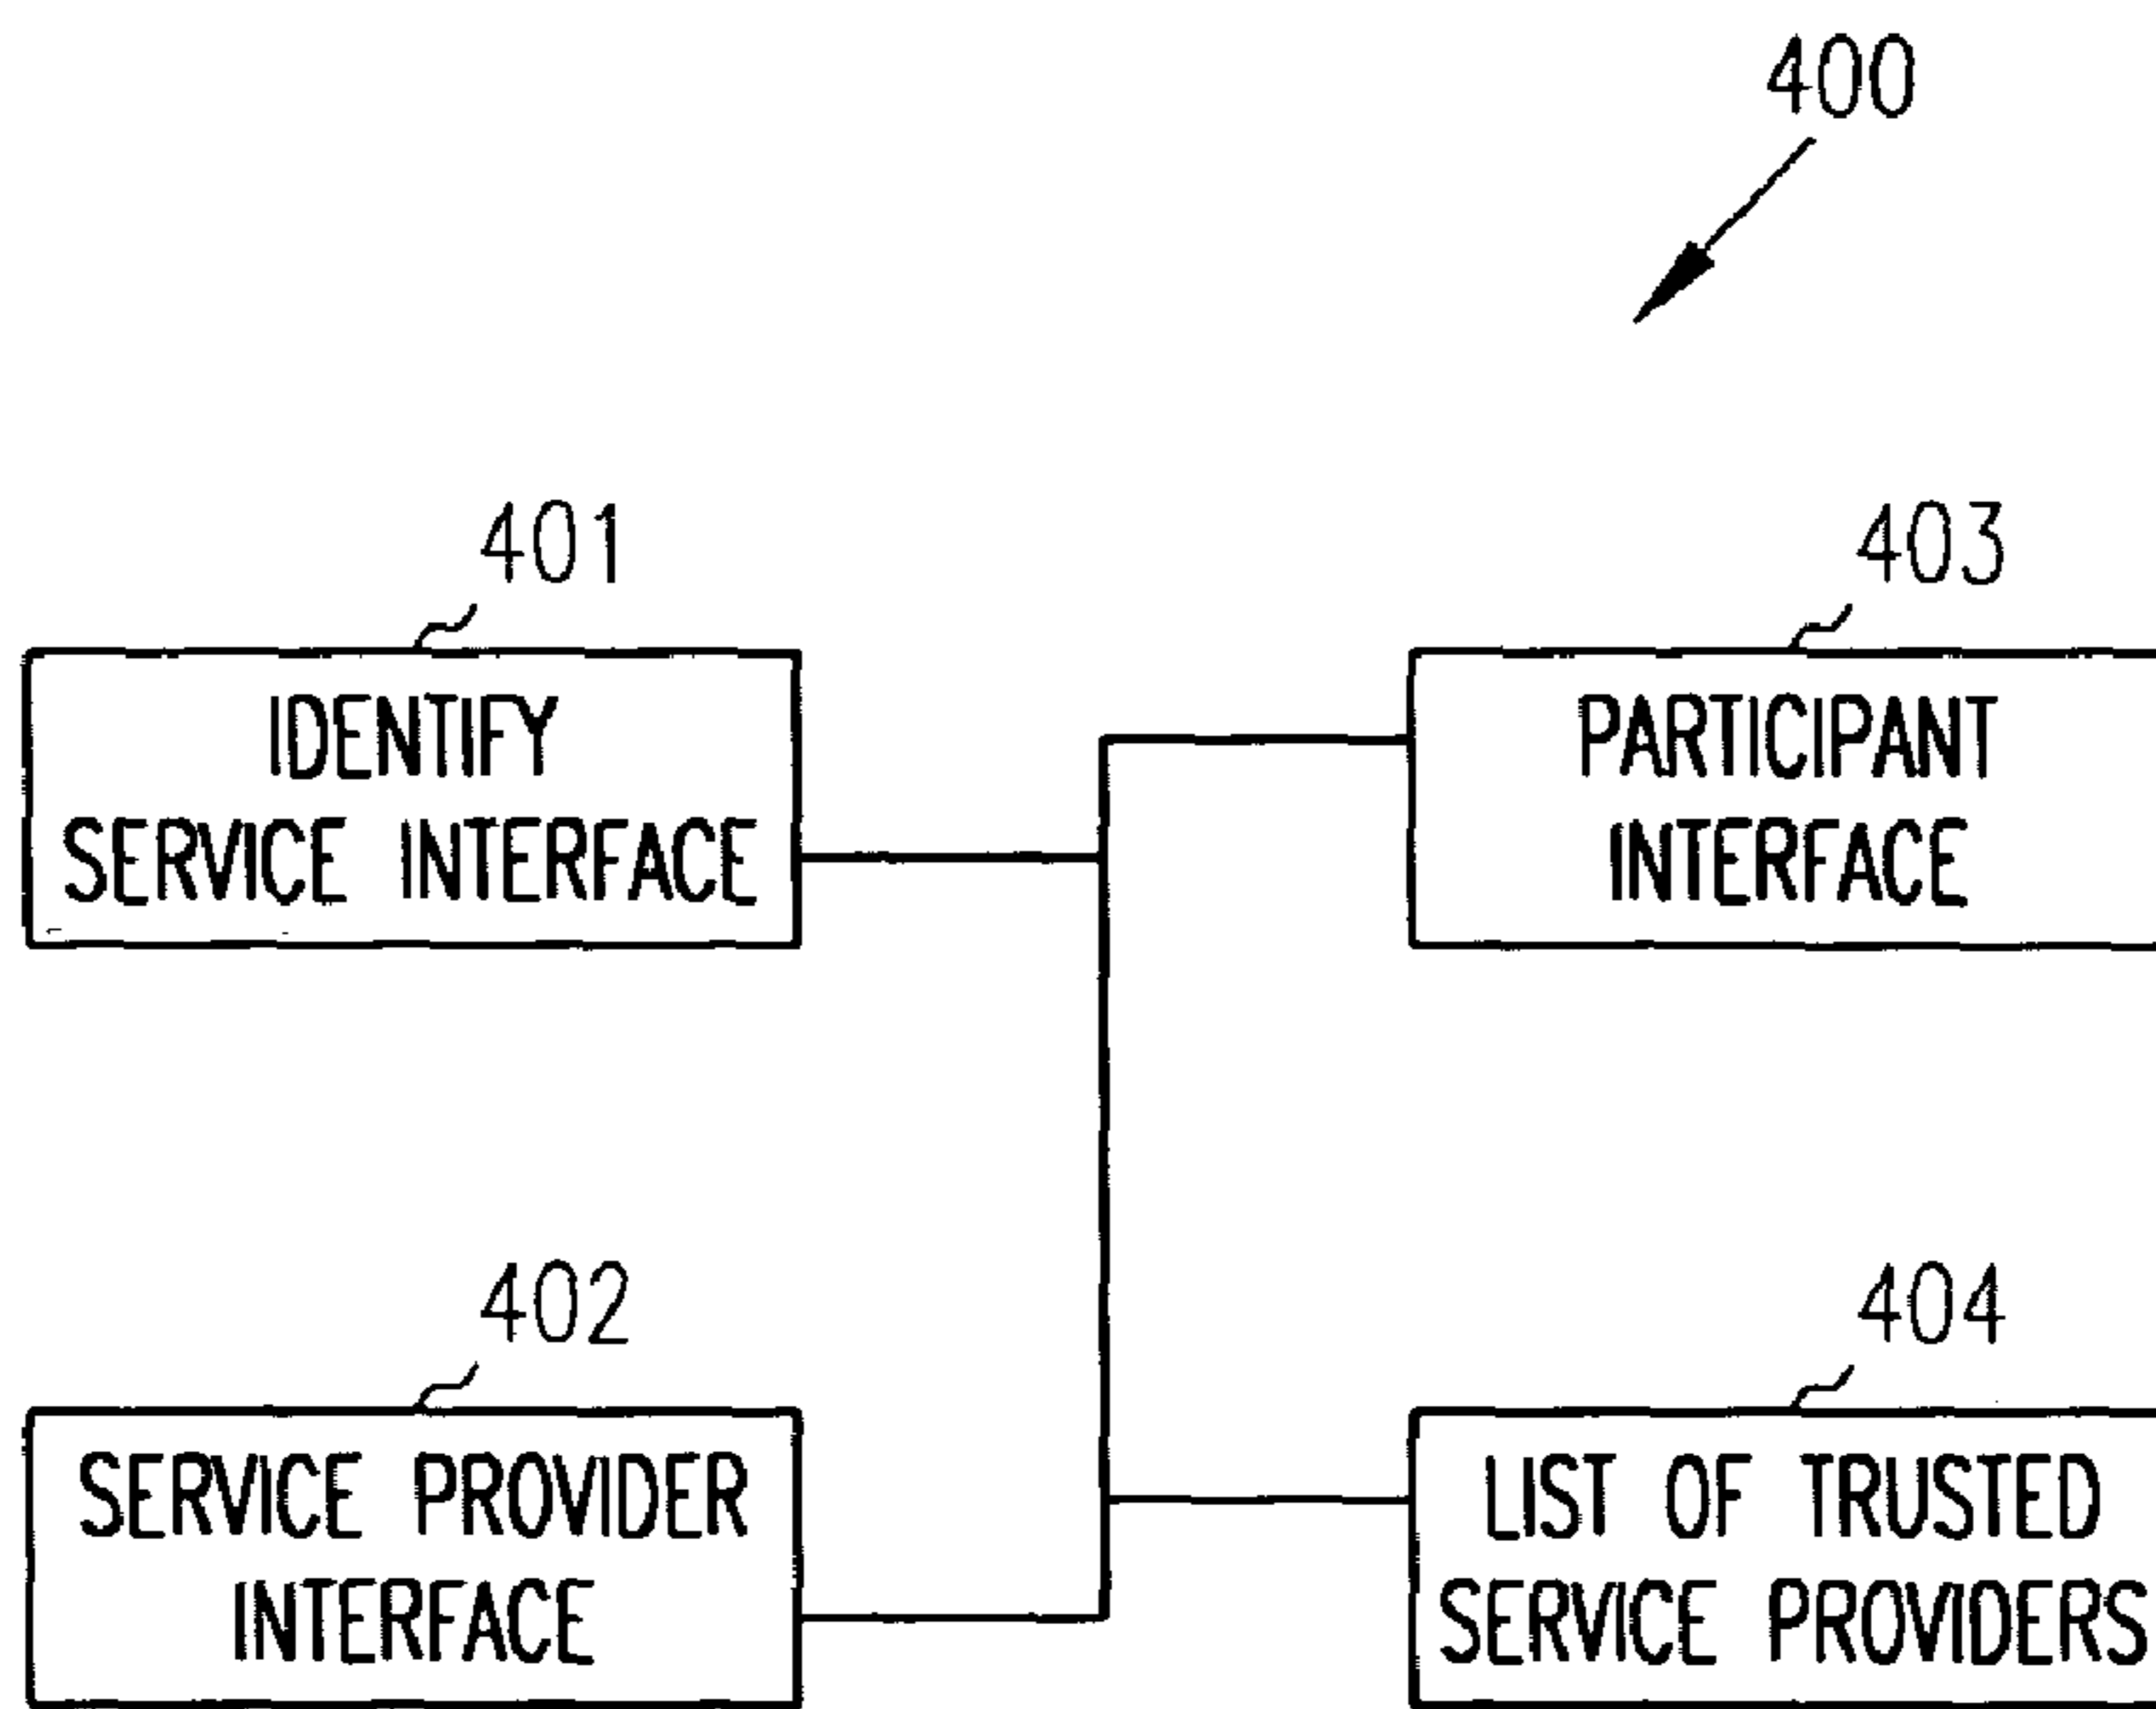 400
401
IDENTIFY
SERVICE INTERFACE
403
PARTICIPANT
INTERFACE
402
SERVICE PROVIDER
INTERFACE
404
LIST OF TRUSTED
SERVICE PROVIDERS